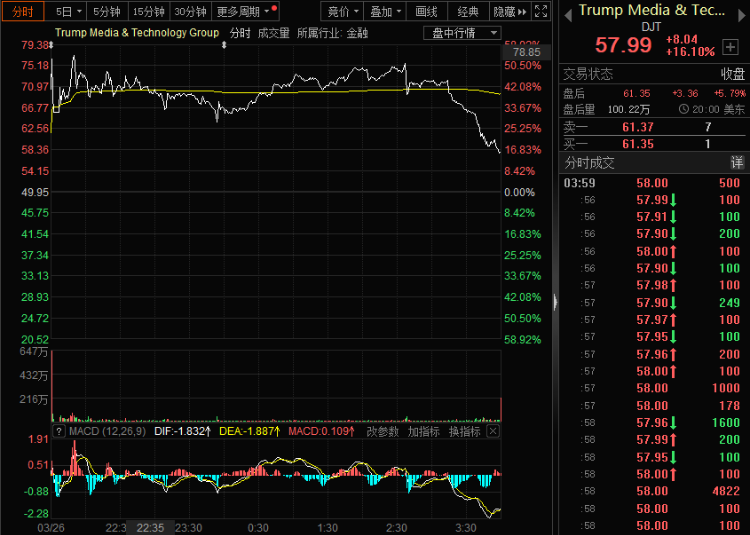 分时 5日 5分钟 15分钟 30分钟 更多周期 竞价 叠加 画线 经典 隐藏
Trump Media & Technology Group 分时 成交量 所属行业: 金融 盘中行情
79.38 78.85
75.18 50.50%
70.97 42.08%
66.77 33.67%
62.56 25.25%
58.36 16.83%
54.15 8.42%
49.95 0.00%
45.75 8.42%
41.54 16.83%
37.34 25.25%
33.13 33.67%
28.93 42.08%
24.72 50.50%
20.52 58.92%
647万
432万
216万
? MACD (12,26,9) DIF:-1.832↑ DEA:-1.887↑ MACD:0.109↑ 改参数 加指标 换指标
1.91
0.51
-0.88
-2.28
03/26 22:3 22:35 23:30 0:30 1:30 2:30 3:30
Trump Media & Tec...
DJT
57.99 +8.04
+16.10%
交易状态 收盘
盘后 61.35 +3.36 +5.79%
盘后量 100.22万 20:00 美东
卖一 61.37 7
买一 61.35 1
分时成交 详
03:59 58.00 500
:56 57.99↓ 100
:56 57.91↓ 100
:56 57.90↓ 200
:56 58.00↑ 100
:56 57.90↓ 100
:57 57.98↑ 100
:57 57.90↓ 249
:57 57.97↑ 100
:57 57.95↓ 100
:57 57.96↑ 200
:57 58.00↑ 100
:57 58.00 1000
:57 58.00 178
:58 57.96↓ 1600
:58 57.99↑ 200
:58 57.95↓ 100
:58 58.00↑ 100
:58 58.00 4822
:58 58.00 100
:58 58.00 100